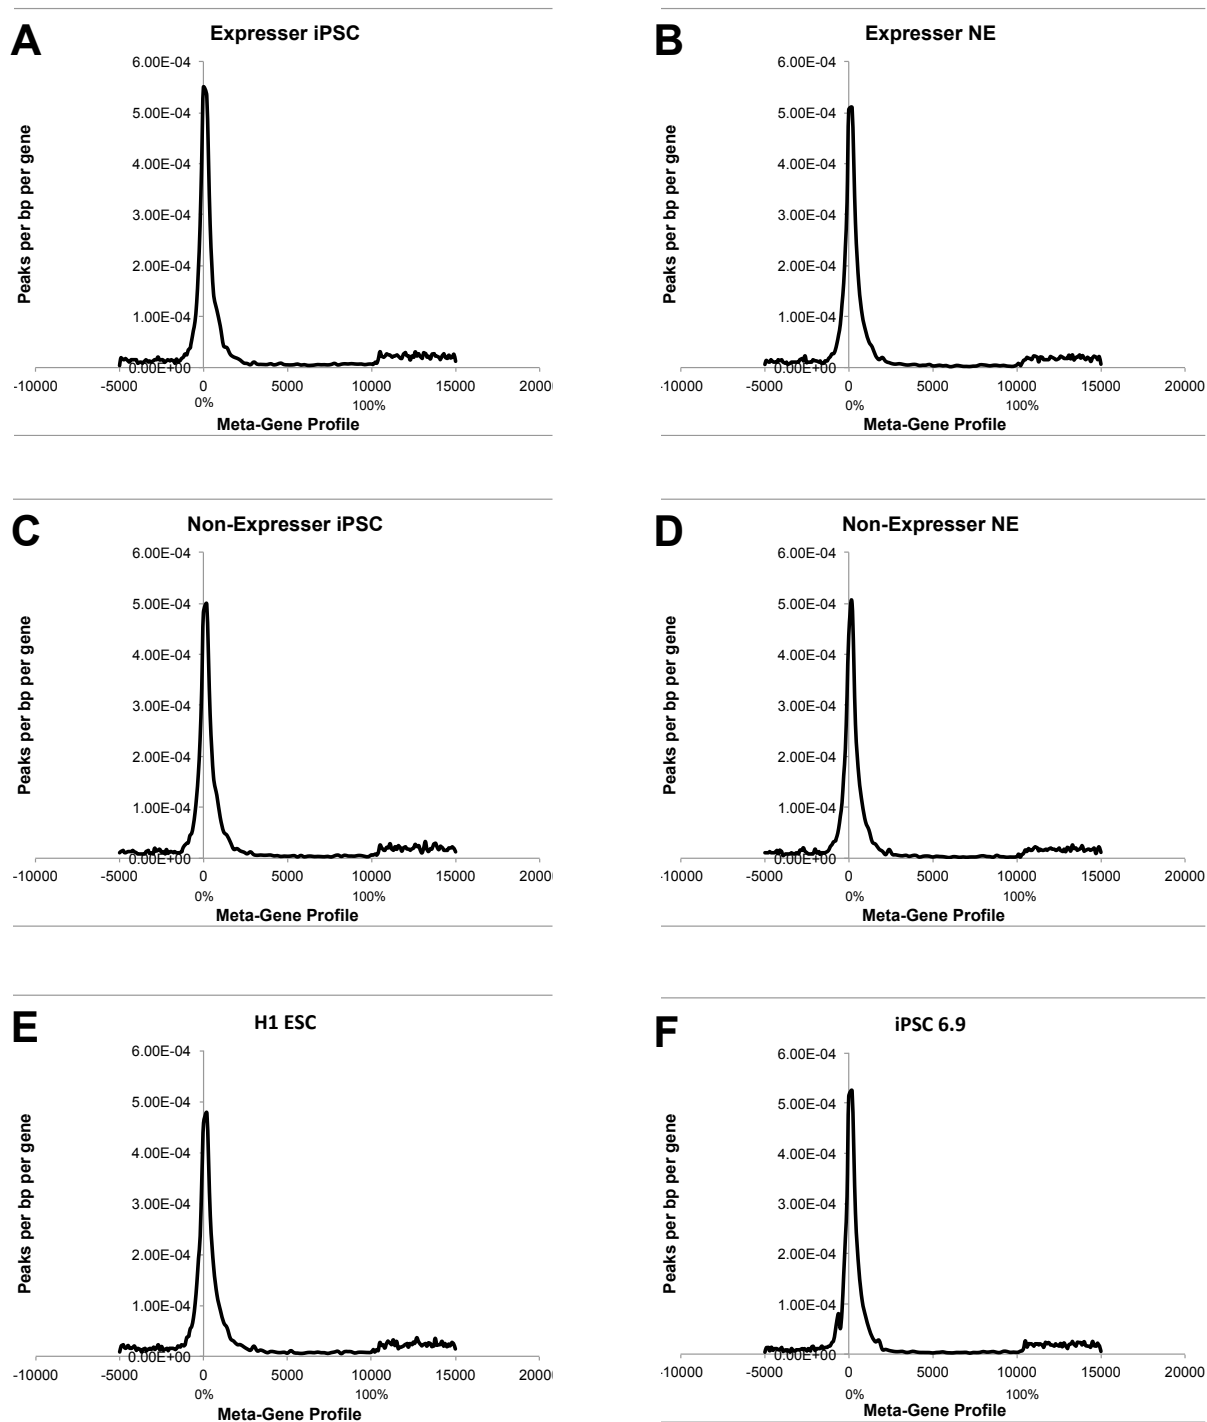 A
Expresser iPSC
6.00E-04
5.00E-04
4.00E-04
3.00E-04
2.00E-04
1.00E-04
0.00E+00
Peaks per bp per gene
-10000 -5000 0 5000 10000 15000 20000
0% 100%
Meta-Gene Profile
B
Expresser NE
6.00E-04
5.00E-04
4.00E-04
3.00E-04
2.00E-04
1.00E-04
0.00E+00
Peaks per bp per gene
-10000 -5000 0 5000 10000 15000 20000
0% 100%
Meta-Gene Profile
C
Non-Expresser iPSC
6.00E-04
5.00E-04
4.00E-04
3.00E-04
2.00E-04
1.00E-04
0.00E+00
Peaks per bp per gene
-10000 -5000 0 5000 10000 15000 20000
0% 100%
Meta-Gene Profile
D
Non-Expresser NE
6.00E-04
5.00E-04
4.00E-04
3.00E-04
2.00E-04
1.00E-04
0.00E+00
Peaks per bp per gene
-10000 -5000 0 5000 10000 15000 20000
0% 100%
Meta-Gene Profile
E
H1 ESC
6.00E-04
5.00E-04
4.00E-04
3.00E-04
2.00E-04
1.00E-04
0.00E+00
Peaks per bp per gene
-10000 -5000 0 5000 10000 15000 20000
0% 100%
Meta-Gene Profile
F
iPSC 6.9
6.00E-04
5.00E-04
4.00E-04
3.00E-04
2.00E-04
1.00E-04
0.00E+00
Peaks per bp per gene
-10000 -5000 0 5000 10000 15000 20000
0% 100%
Meta-Gene Profile